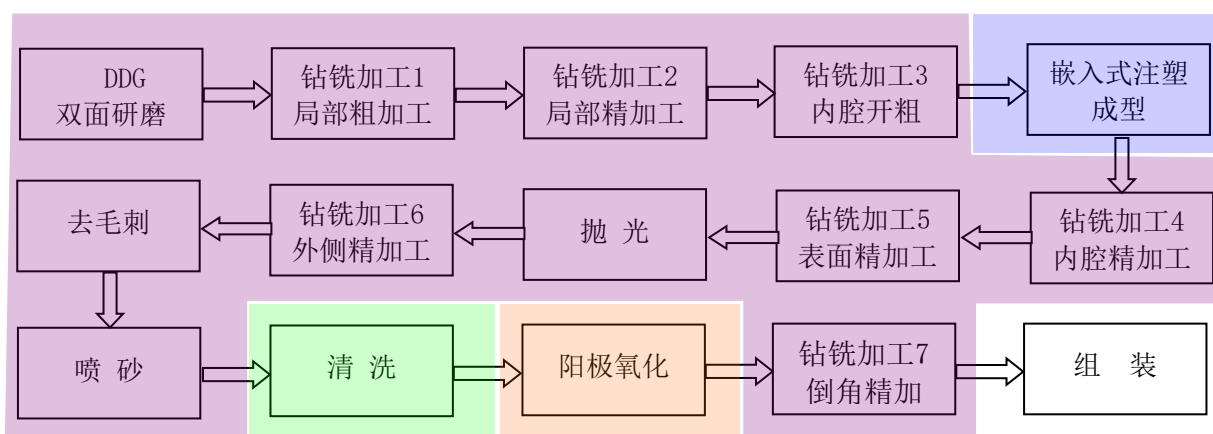 DDG
双面研磨
钻铣加工1
局部粗加工
钻铣加工2
局部精加工
钻铣加工3
内腔开粗
嵌入式注塑
成型
钻铣加工4
内腔精加工
钻铣加工5
表面精加工
抛 光
钻铣加工6
外侧精加工
去毛刺
喷 砂
清 洗
阳极氧化
钻铣加工7
倒角精加
组 装